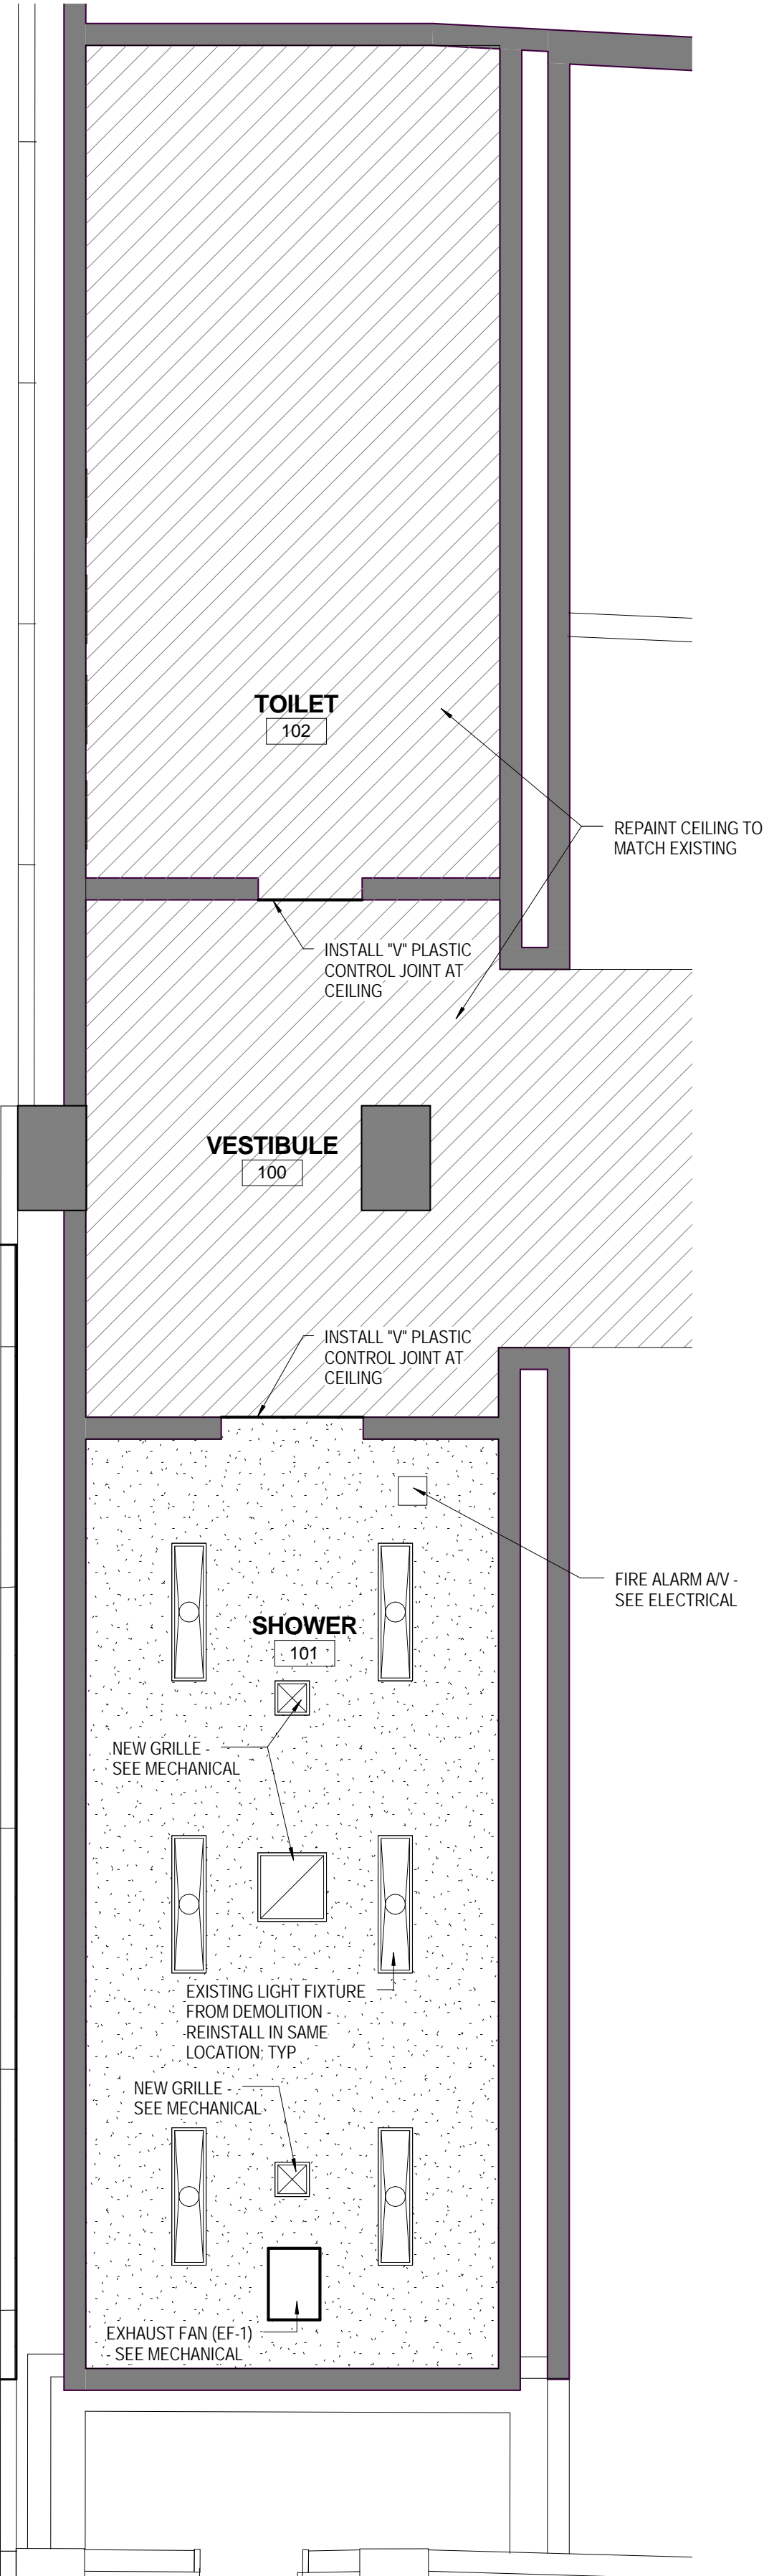 TOILET
102
REPAINT CEILING TO
MATCH EXISTING
INSTALL "V" PLASTIC
CONTROL JOINT AT
CEILING
VESTIBULE
100
INSTALL "V" PLASTIC
CONTROL JOINT AT
CEILING
FIRE ALARM A/V -
SEE ELECTRICAL
SHOWER
101
NEW GRILLE -
SEE MECHANICAL
EXISTING LIGHT FIXTURE
FROM DEMOLITION -
REINSTALL IN SAME
LOCATION; TYP
NEW GRILLE -
SEE MECHANICAL
EXHAUST FAN (EF-1)
- SEE MECHANICAL